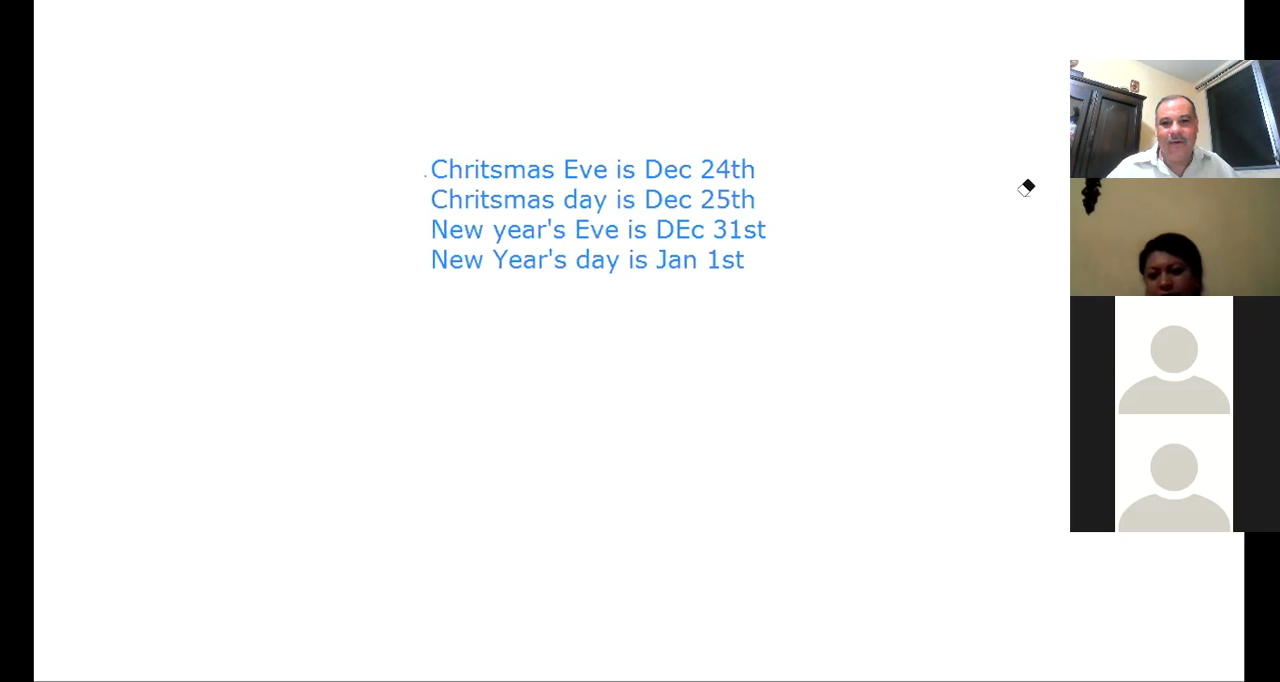 Chritsmas Eve is Dec 24th
Chritsmas day is Dec 25th
New year's Eve is DEc 31st
New Year's day is Jan 1st